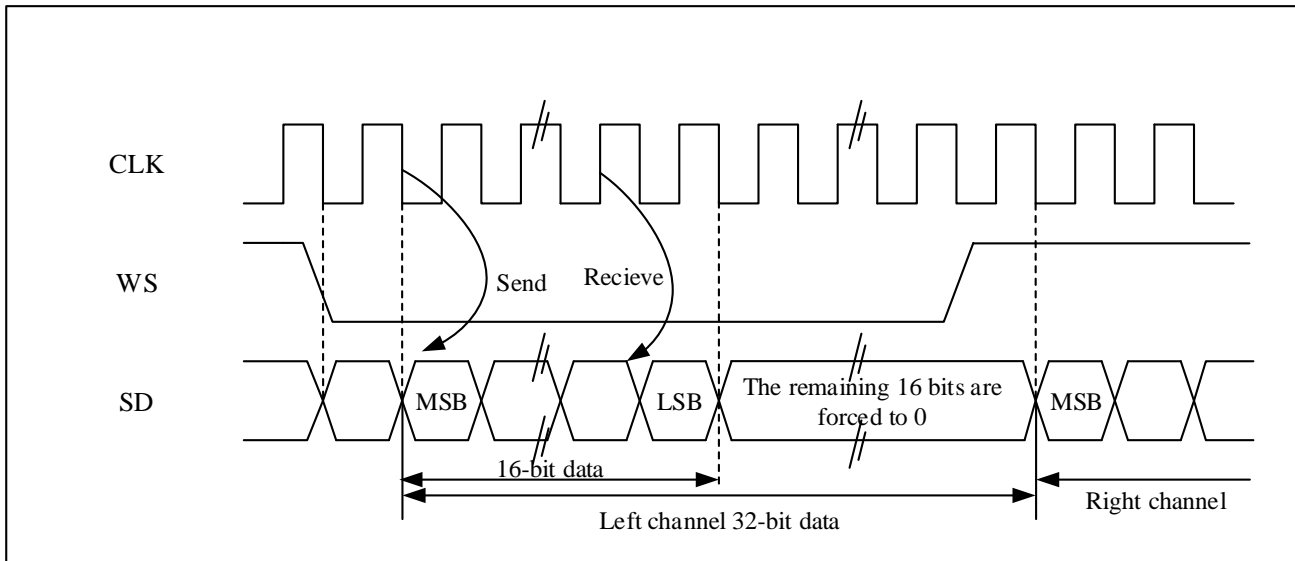 CLK
WS
Send
Recieve
SD
MSB
LSB
The remaining 16 bits are
forced to 0
MSB
16-bit data
Left channel 32-bit data
Right channel